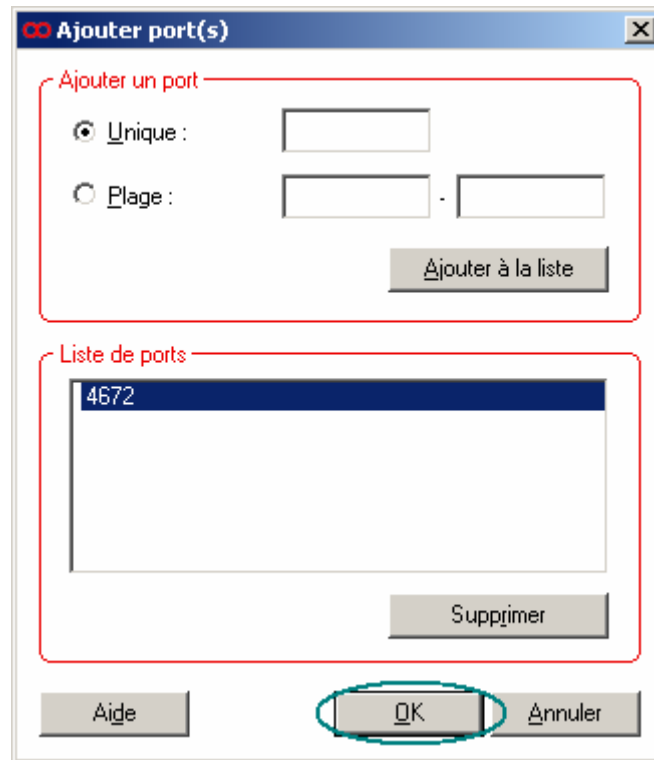 Ajouter port(s)
Ajouter un port
Unique :
Plage : -
Ajouter à la liste
Liste de ports
4672
Supprimer
Aide OK Annuler